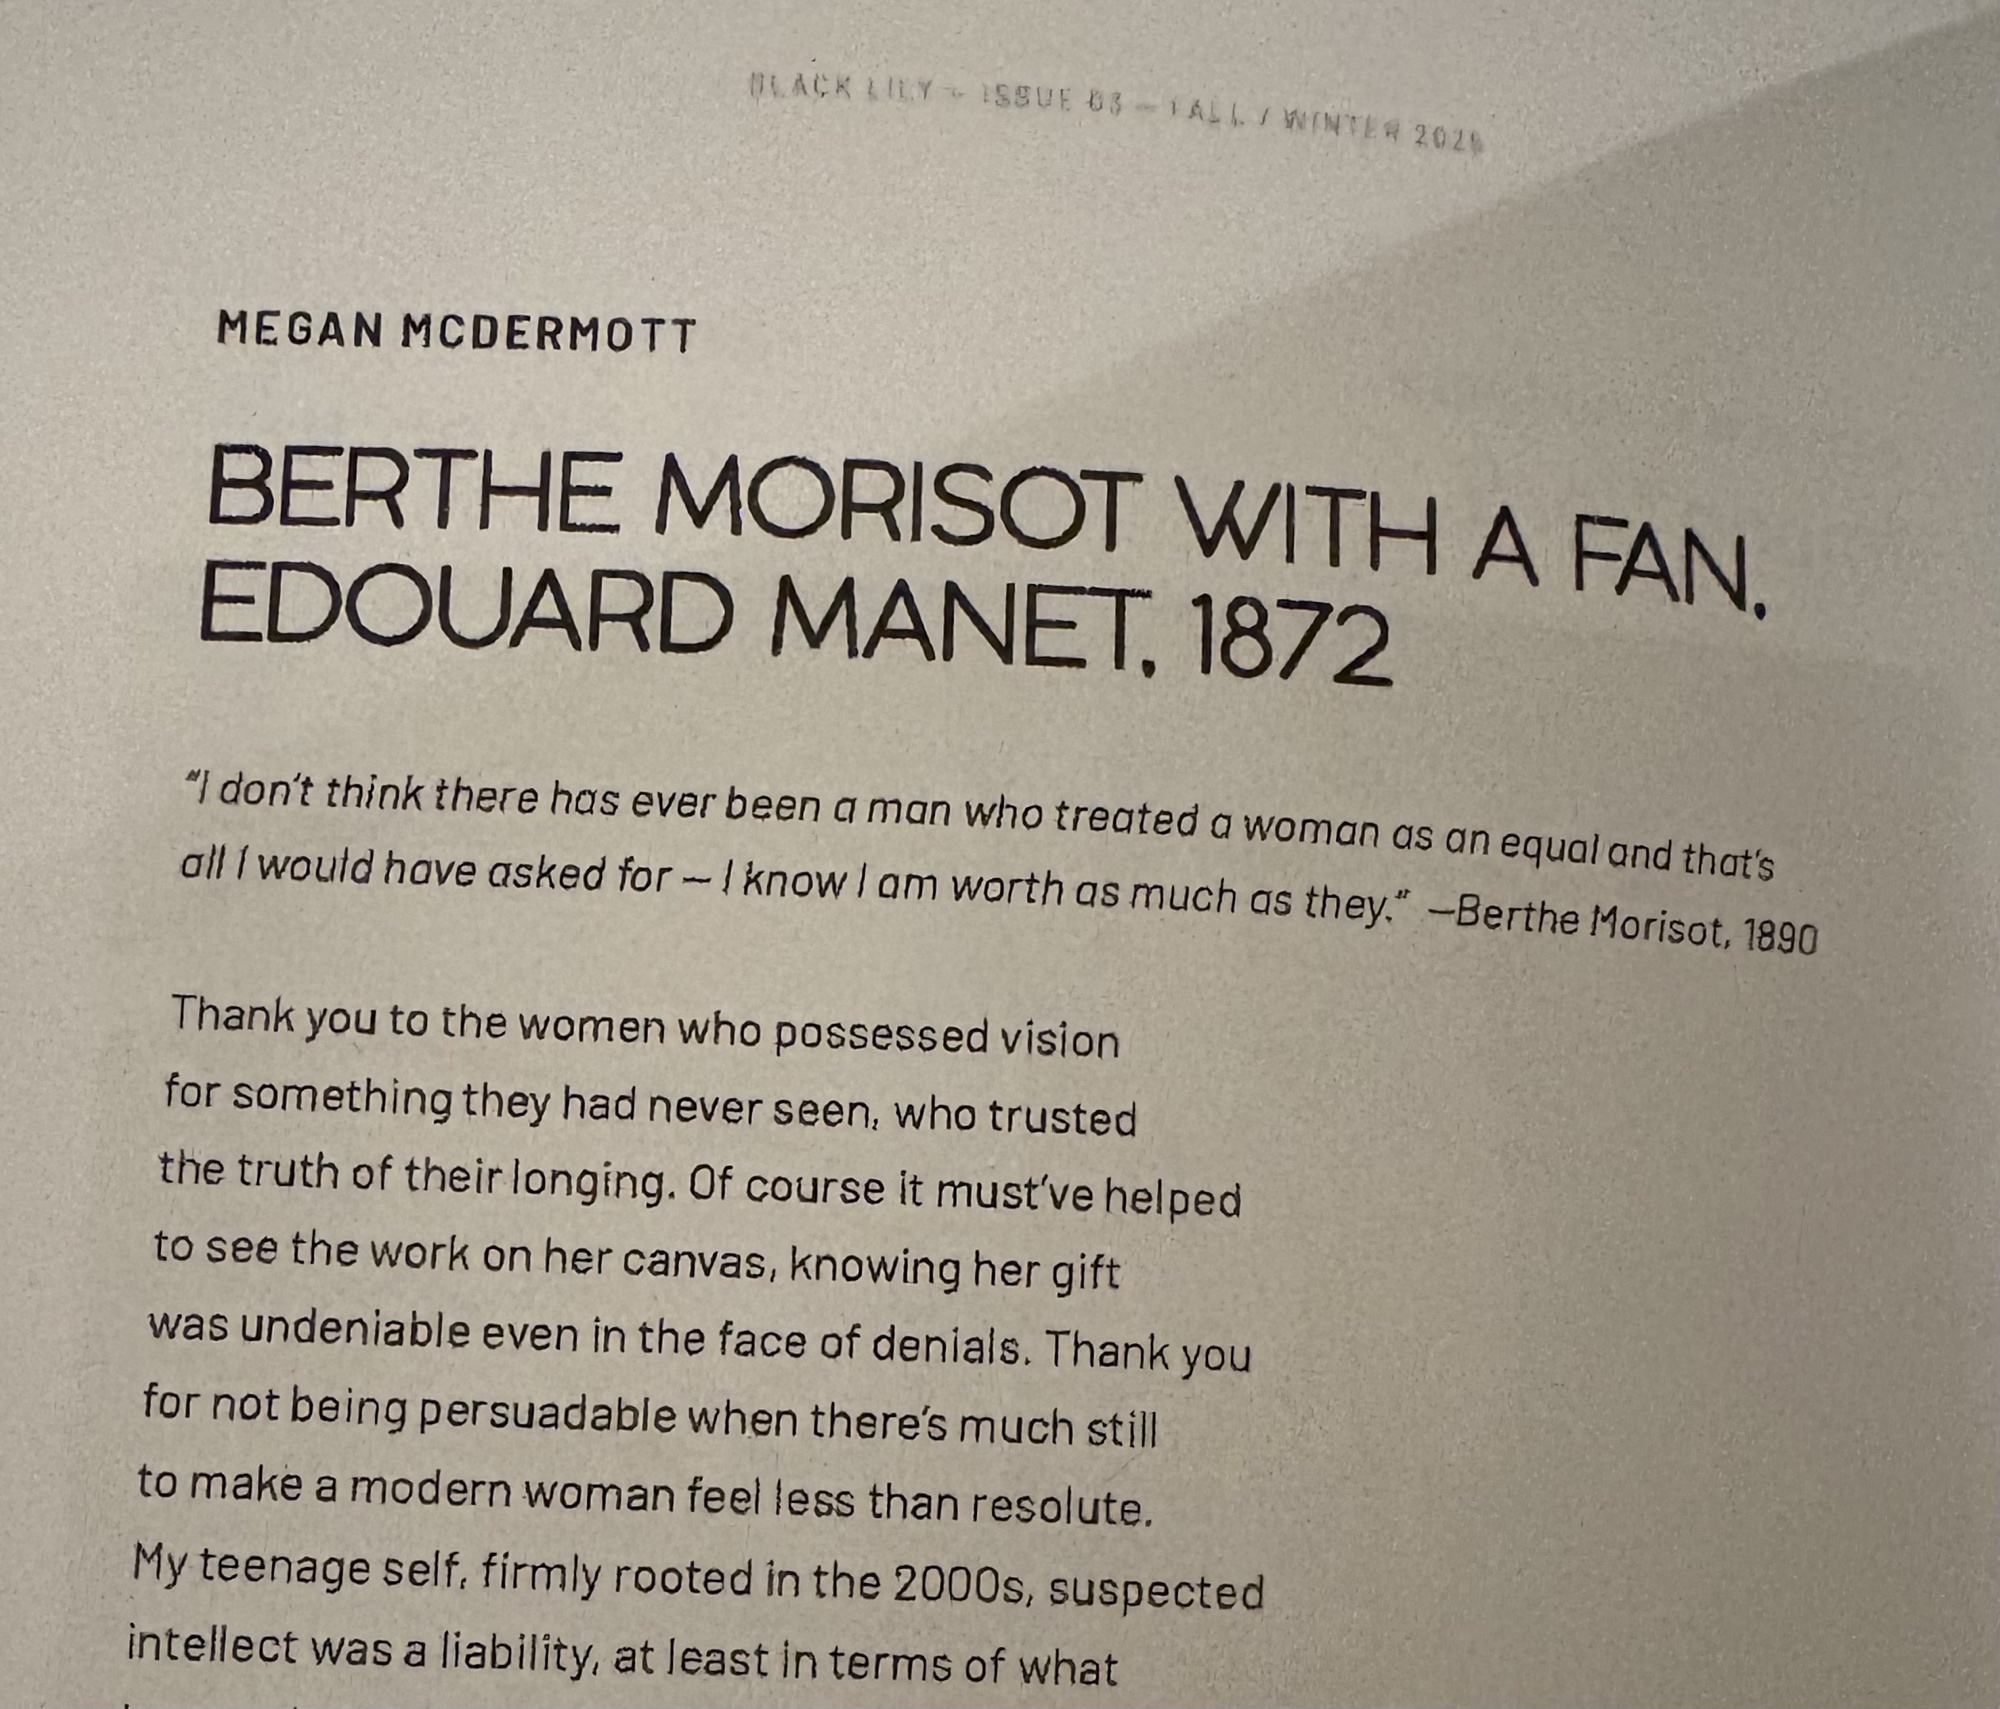 BLACK LILY — ISSUE 03 — FALL / WINTER
MEGAN MCDERMOTT
BERTHE MORISOT WITH A FAN,
EDOUARD MANET, 1872
“I don’t think there has ever been a man who treated a woman as an equal and that’s
all I would have asked for — I know I am worth as much as they.” —Berthe Morisot, 1890
Thank you to the women who possessed vision
for something they had never seen, who trusted
the truth of their longing. Of course it must’ve helped
to see the work on her canvas, knowing her gift
was undeniable even in the face of denials. Thank you
for not being persuadable when there’s much still
to make a modern woman feel less than resolute.
My teenage self, firmly rooted in the 2000s, suspected
intellect was a liability, at least in terms of what